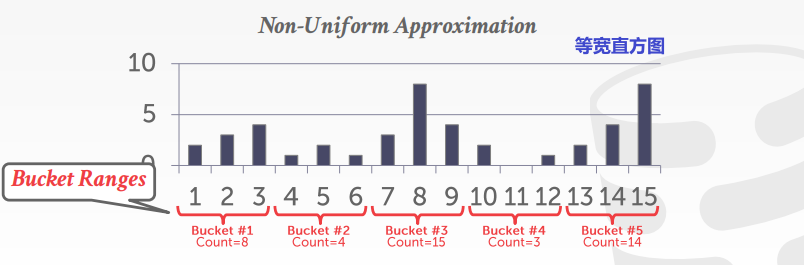 Non-Uniform Approximation
等宽直方图
10
5
0
Bucket Ranges
1 2 3 4 5 6 7 8 9 10 11 12 13 14 15
Bucket #1 Bucket #2 Bucket #3 Bucket #4 Bucket #5
Count=8 Count=4 Count=15 Count=3 Count=14